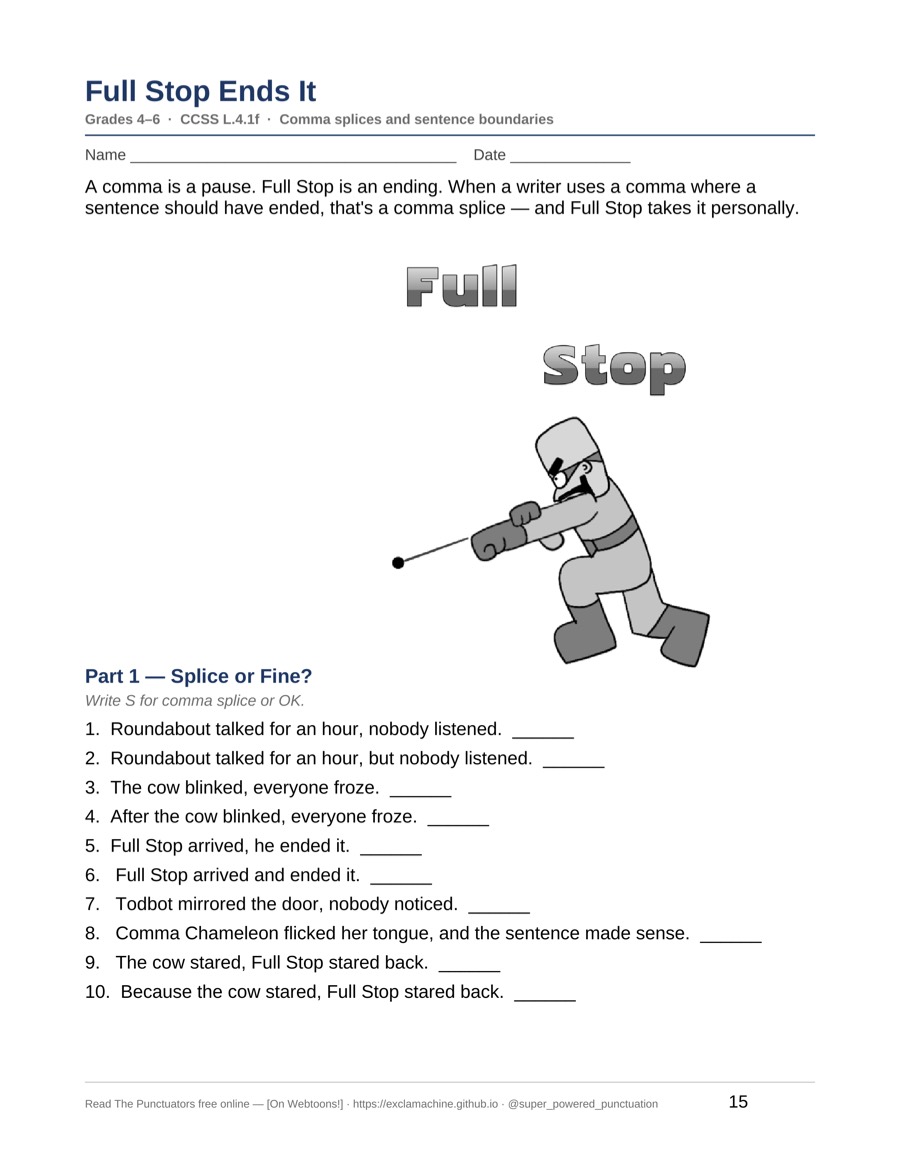 Full Stop Ends It
Grades 4–6 · CCSS L.4.1f · Comma splices and sentence boundaries
Name ________________________________________ Date _______________
A comma is a pause. Full Stop is an ending. When a writer uses a comma where a
sentence should have ended, that's a comma splice — and Full Stop takes it personally.
Full
Stop
Part 1 — Splice or Fine?
Write S for comma splice or OK.
1. Roundabout talked for an hour, nobody listened. ______
2. Roundabout talked for an hour, but nobody listened. ______
3. The cow blinked, everyone froze. ______
4. After the cow blinked, everyone froze. ______
5. Full Stop arrived, he ended it. ______
6. Full Stop arrived and ended it. ______
7. Todbot mirrored the door, nobody noticed. ______
8. Comma Chameleon flicked her tongue, and the sentence made sense. ______
9. The cow stared, Full Stop stared back. ______
10. Because the cow stared, Full Stop stared back. ______
Read The Punctuators free online — [On Webtoons!] · https://exclamachine.github.io · @super_powered_punctuation 15